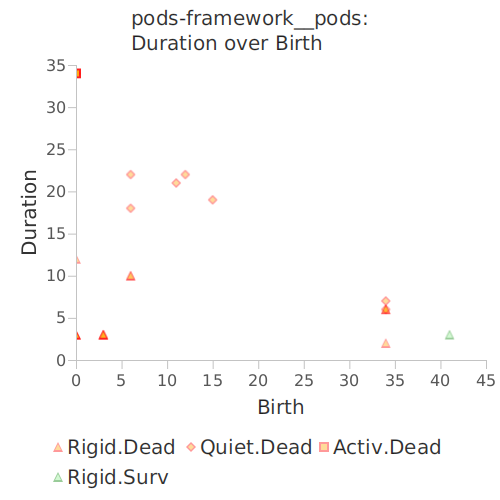 pods-framework__pods:
Duration over Birth
35
30
25
20
15
10
5
0
Duration
0 5 10 15 20 25 30 35 40 45
Birth
Rigid.Dead Quiet.Dead Activ.Dead
Rigid.Surv